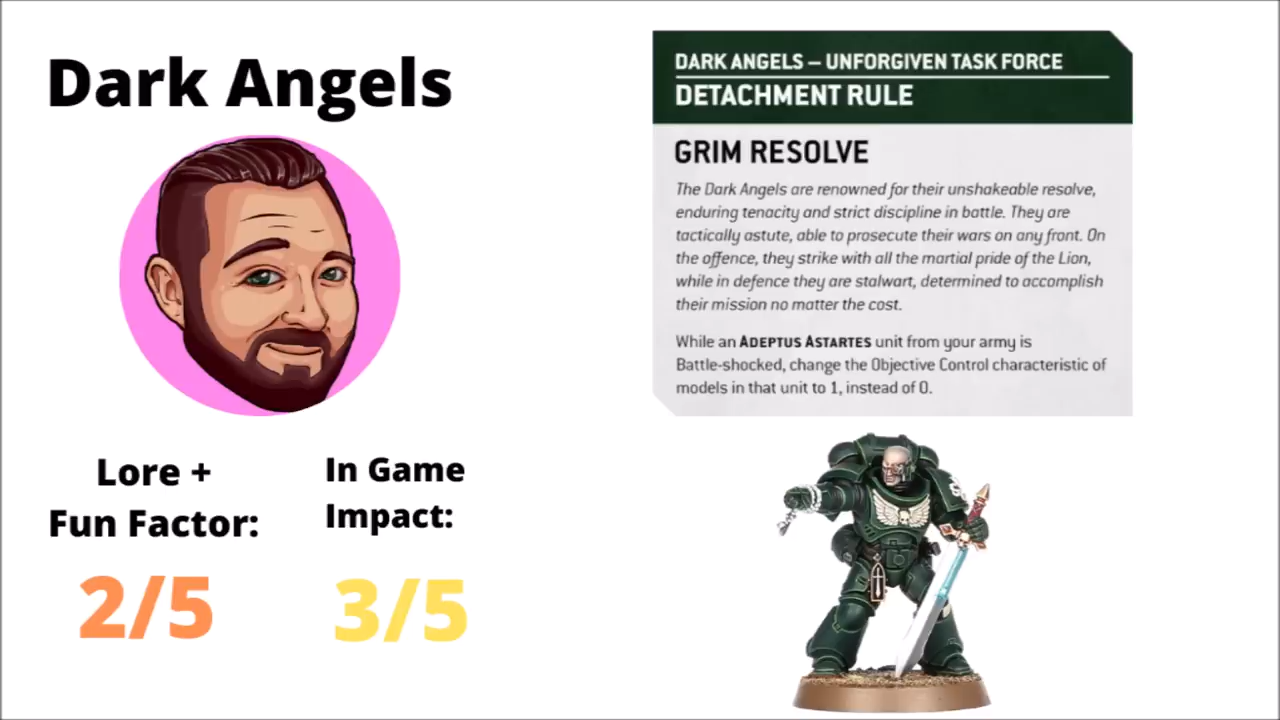 Dark Angels
Lore +
Fun Factor:
2/5
In Game
Impact:
3/5
DARK ANGELS – UNFORGIVEN TASK FORCE
DETACHMENT RULE
GRIM RESOLVE
The Dark Angels are renowned for their unshakeable resolve,
enduring tenacity and strict discipline in battle. They are
tactically astute, able to prosecute their wars on any front. On
the offence, they strike with all the martial pride of the Lion,
while in defence they are stalwart, determined to accomplish
their mission no matter the cost.
While an ADEPTUS ASTARTES unit from your army is
Battle-shocked, change the Objective Control characteristic of
models in that unit to 1, instead of 0.